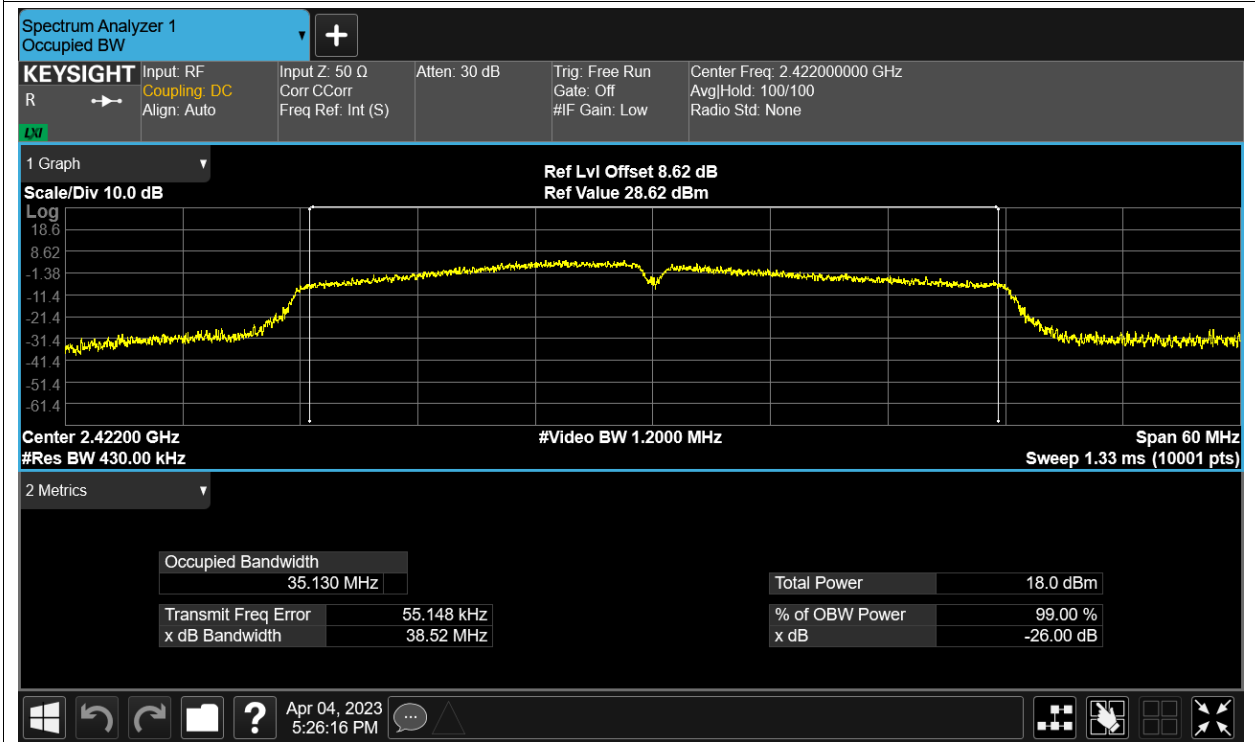 Spectrum Analyzer 1
Occupied BW
KEYSIGHT
R
LXI
Input: RF
Coupling: DC
Align: Auto
Input Z: 50 Ω
Corr CCorr
Freq Ref: Int (S)
Atten: 30 dB
Trig: Free Run
Gate: Off
#IF Gain: Low
Center Freq: 2.422000000 GHz
Avg|Hold: 100/100
Radio Std: None
1 Graph
Scale/Div 10.0 dB
Ref Lvl Offset 8.62 dB
Ref Value 28.62 dBm
Log
18.6
8.62
-1.38
-11.4
-21.4
-31.4
-41.4
-51.4
-61.4
Center 2.42200 GHz
#Video BW 1.2000 MHz
Span 60 MHz
#Res BW 430.00 kHz
Sweep 1.33 ms (10001 pts)
2 Metrics
Occupied Bandwidth
35.130 MHz
Total Power 18.0 dBm
Transmit Freq Error 55.148 kHz
% of OBW Power 99.00 %
x dB Bandwidth 38.52 MHz
x dB -26.00 dB
?
Apr 04, 2023
5:26:16 PM